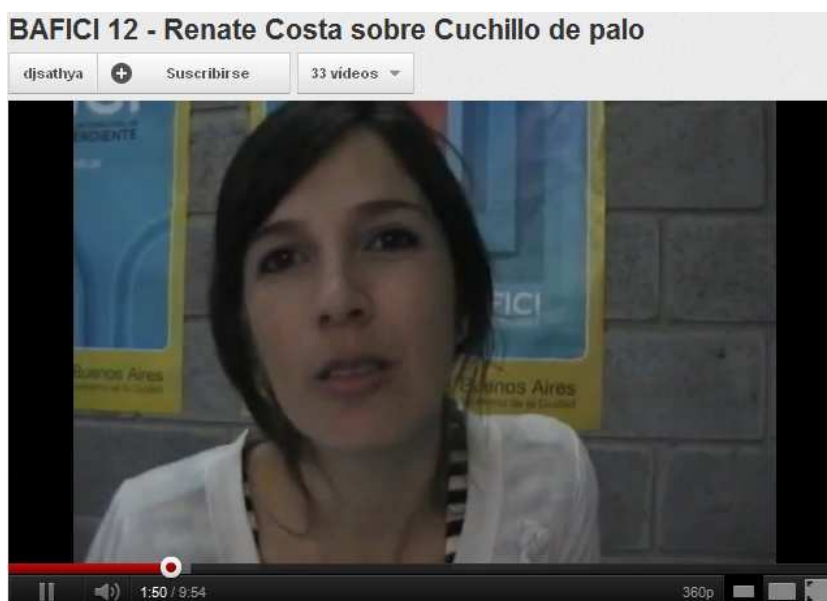 BAFICI 12 - Renate Costa sobre Cuchillo de palo
djsathya Suscribirse 33 vídeos
FICI
Buenos Aires
Buenos Aires
1:50 / 9:54
360p